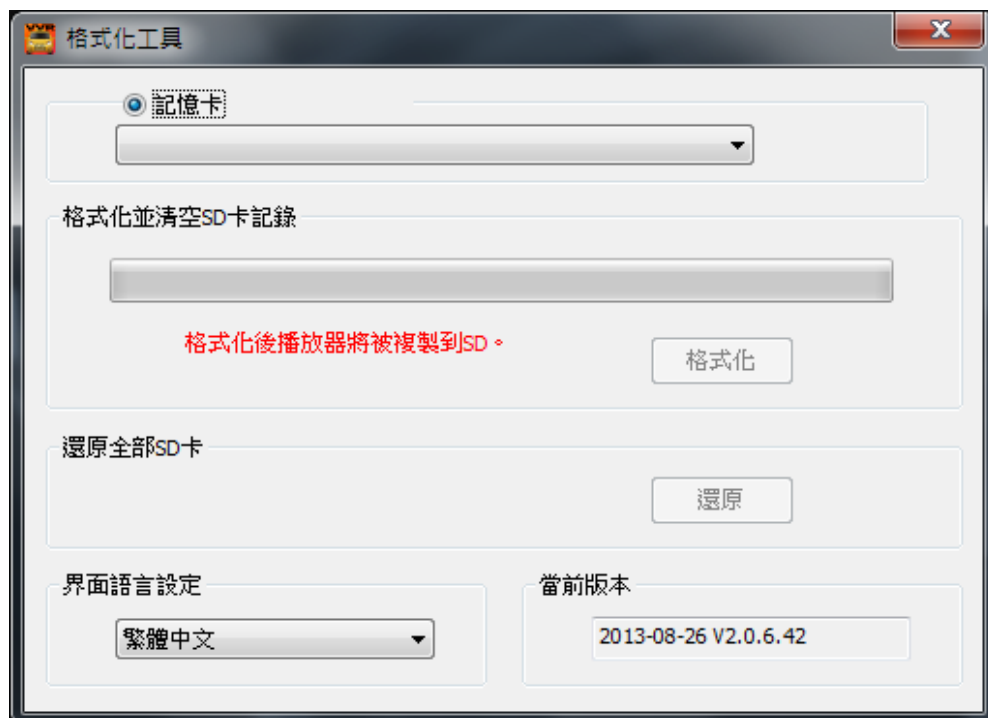 格式化工具
記憶卡
格式化並清空SD卡記錄
格式化後播放器將被複製到SD。
格式化
還原全部SD卡
還原
界面語言設定
當前版本
繁體中文
2013-08-26 V2.0.6.42